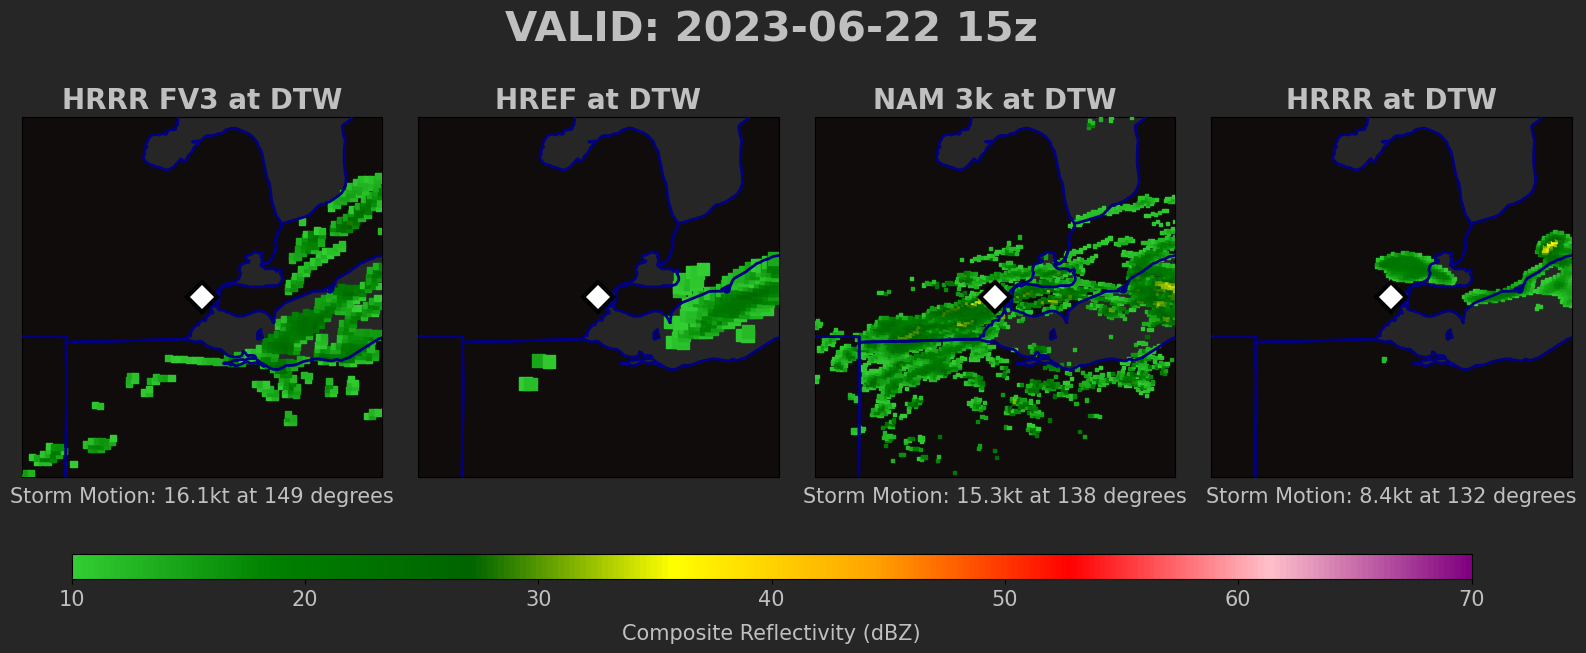 VALID: 2023-06-22 15z
HRRR FV3 at DTW
HREF at DTW
NAM 3k at DTW
HRRR at DTW
Storm Motion: 16.1kt at 149 degrees
Storm Motion: 15.3kt at 138 degrees
Storm Motion: 8.4kt at 132 degrees
10 20 30 40 50 60 70
Composite Reflectivity (dBZ)